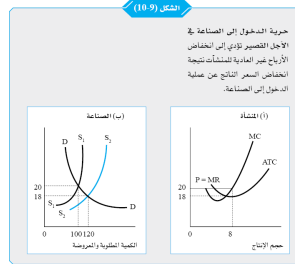 الشكل (9-10)
حرية الدخول إلى الصناعة في
الأجل القصير تؤدي إلى انخفاض
الأرباح غير العادية للمنشآت نتيجة
انخفاض السعر الناتج عن عملية
الدخول إلى الصناعة.
(أ) المنشأة
MC
ATC
P = MR
20
18
0
8
حجم الإنتاج
(ب) الصناعة
D
S₁
S₂
20
18
S₁
S₂
D
0
100120
الكمية المطلوبة والمعروضة